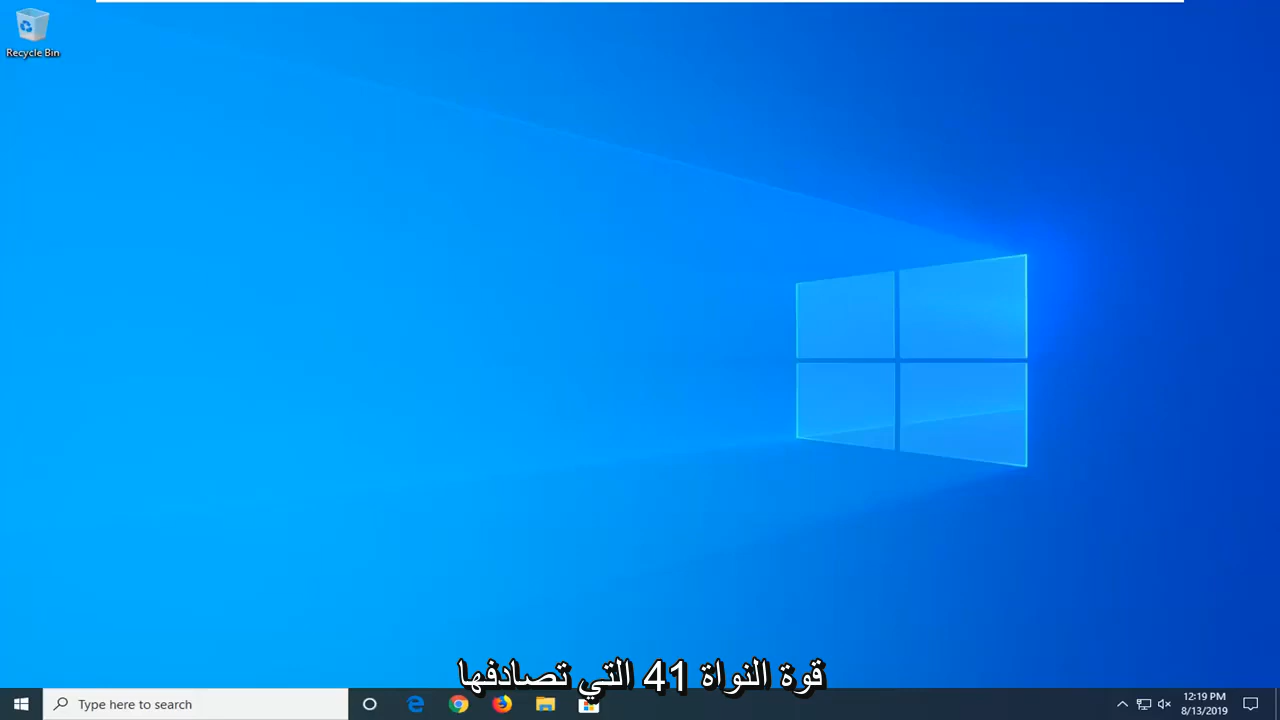 Recycle Bin
قوة النواة 41 التي تصادفها
Type here to search
12:19 PM
8/13/2019